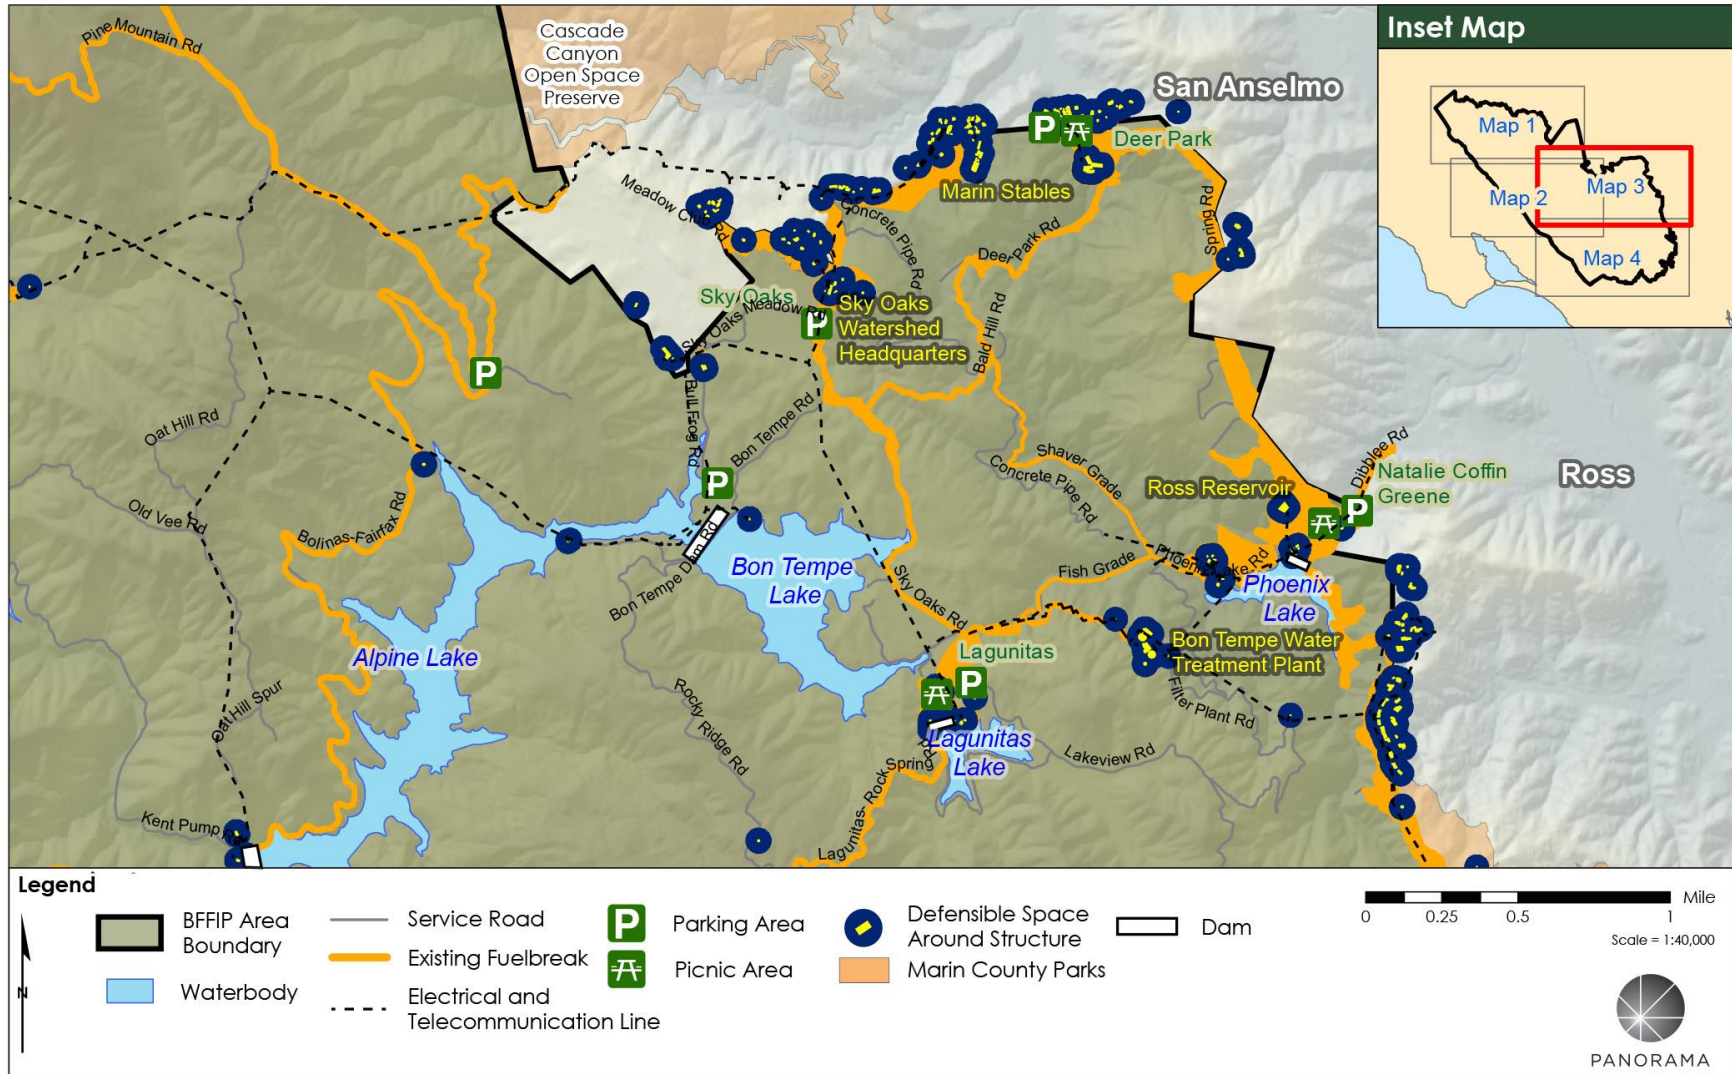 Pine Mountain Rd
Cascade
Canyon
Open Space
Preserve
San Anselmo
Deer Park
Marin Stables
Meadow Club Rd
Concrete Pipe Rd
Spring Rd
Deer Park Rd
Sky Oaks
Sky Oaks Meadow Rd
Sky Oaks
Watershed
Headquarters
Bald Hill Rd
Bull Frog Rd
Bon Tempe Rd
Oat Hill Rd
Old Vee Rd
Bolinas-Fairfax Rd
Shaver Grade
Concrete Pipe Rd
Dibblee Rd
Natalie Coffin
Greene
Ross
Ross Reservoir
Bon Tempe Dam Rd
Bon Tempe
Lake
Fish Grade
Phoenix Lake Rd
Phoenix
Lake
Sky Oaks Rd
Bon Tempe Water
Treatment Plant
Alpine Lake
Lagunitas
Oat Hill Spur
Rocky Ridge Rd
Filter Plant Rd
Lagunitas
Lake
Lakeview Rd
Lagunitas- Rock Spring Rd
Kent Pump R
P
P
P
P
P
P
Inset Map
Map 1
Map 2
Map 3
Map 4
Legend
N
BFFIP Area
Boundary
Waterbody
Service Road
Existing Fuelbreak
Electrical and
Telecommunication Line
P
Parking Area
Picnic Area
Defensible Space
Around Structure
Marin County Parks
Dam
Mile
0 0.25 0.5 1
Scale = 1:40,000
PANORAMA